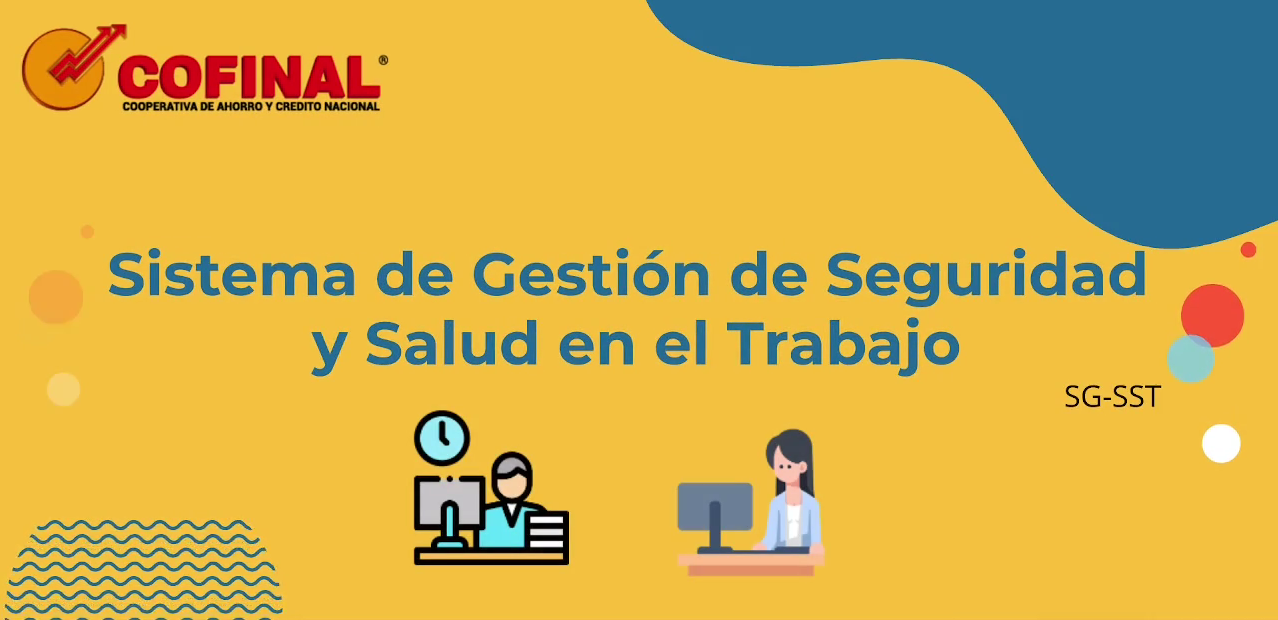 COFINAL®
COOPERATIVA DE AHORRO Y CREDITO NACIONAL
Sistema de Gestión de Seguridad
y Salud en el Trabajo
SG-SST